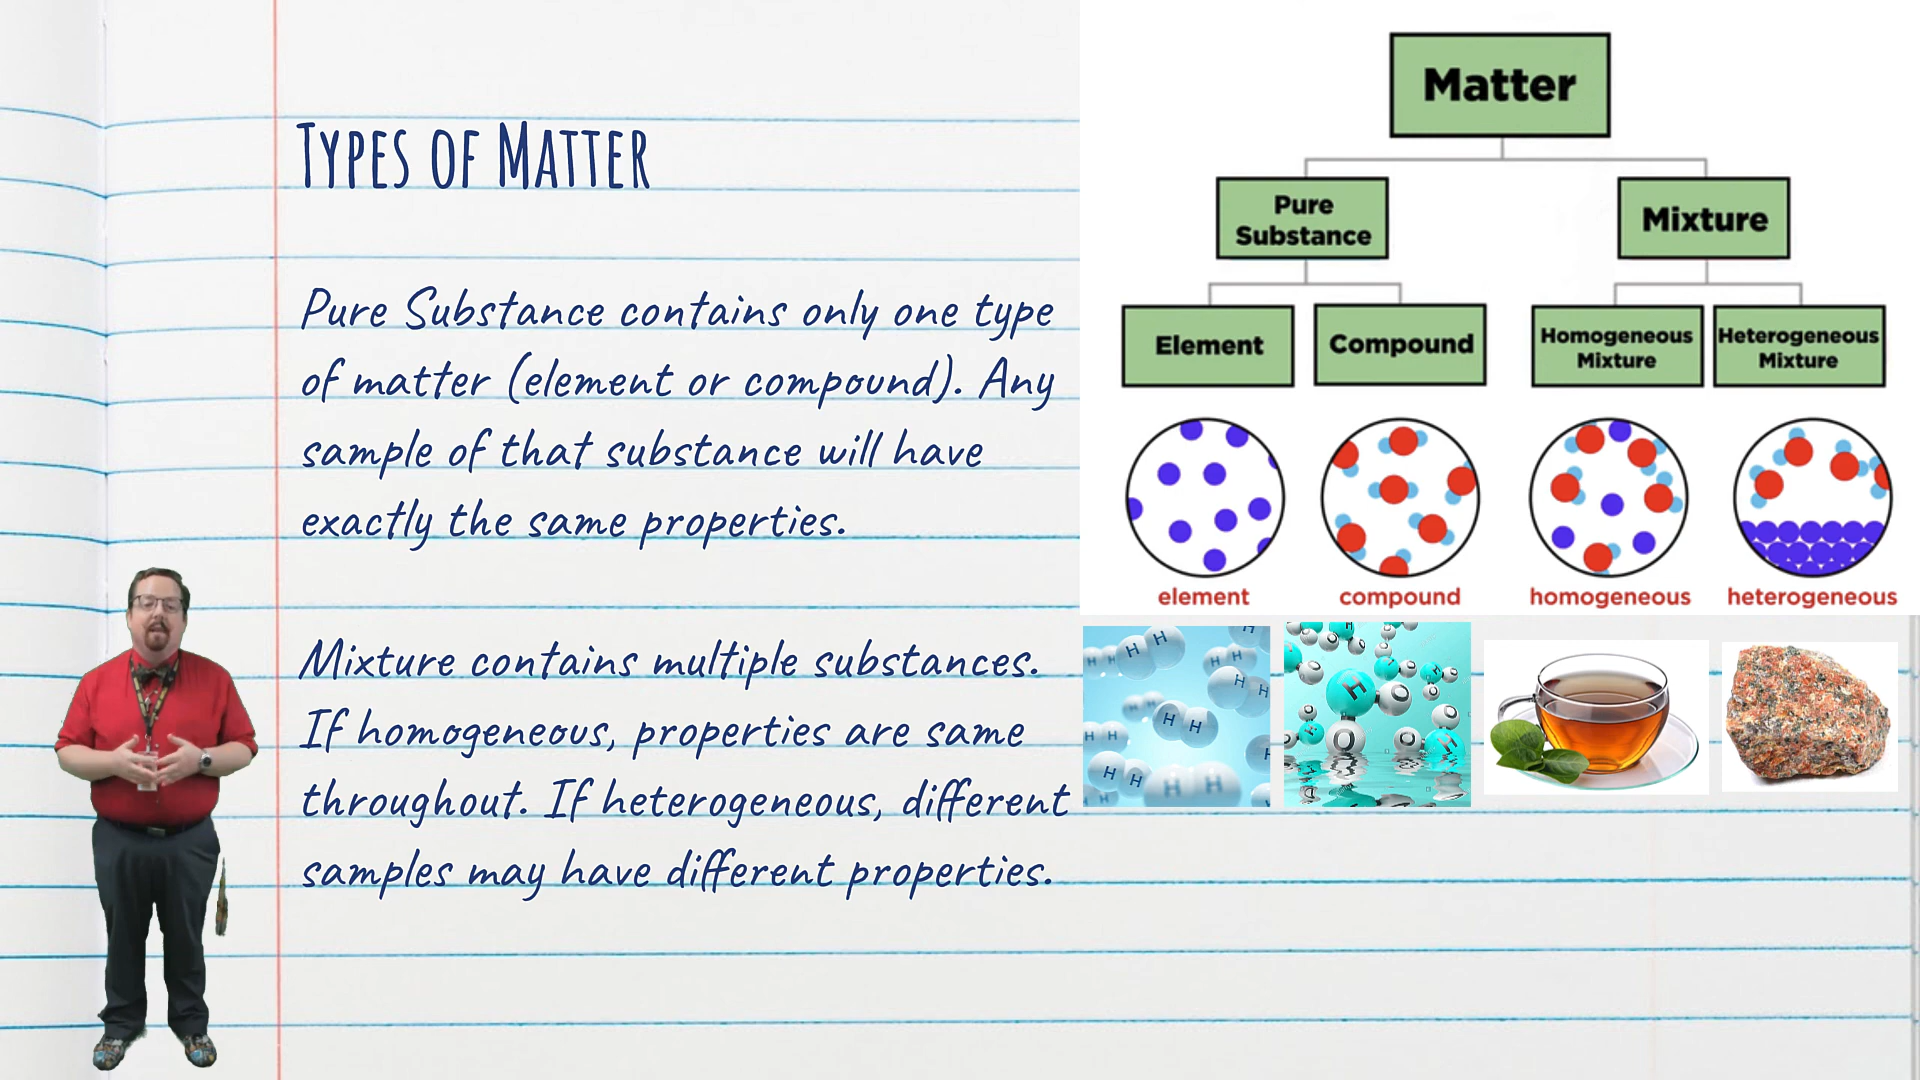 Types of Matter
Pure Substance contains only one type
of matter (element or compound). Any
sample of that substance will have
exactly the same properties.
Mixture contains multiple substances.
If homogeneous, properties are same
throughout. If heterogeneous, different
samples may have different properties.
Matter
Pure
Substance
Mixture
Element
Compound
Homogeneous
Mixture
Heterogeneous
Mixture
element
compound
homogeneous
heterogeneous
H H
H H
H H
H H
H H
H H
H
H
O
O